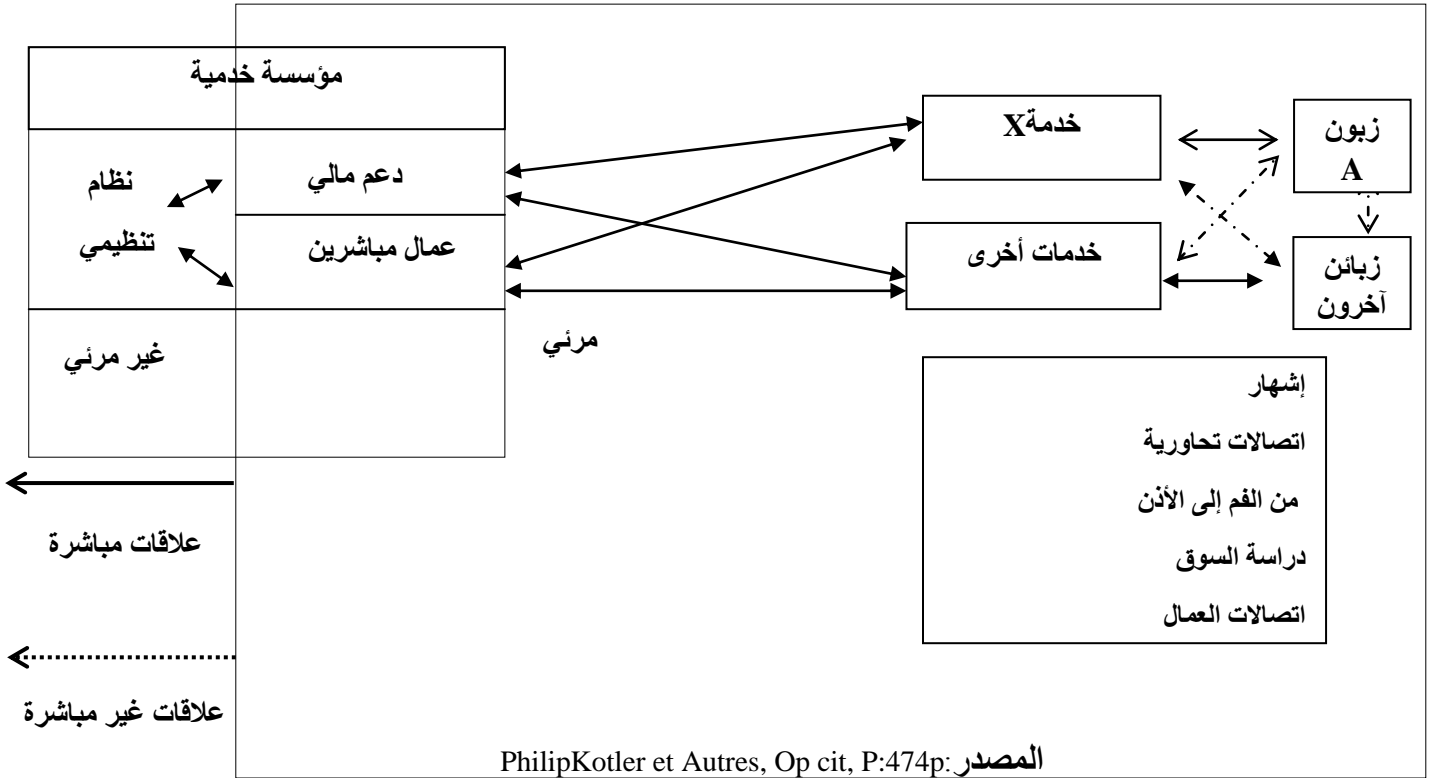 مؤسسة خدمية
خدمةX
زبون
A
دعم مالي
نظام
تنظيمي
عمال مباشرين
خدمات أخرى
زبائن
آخرون
مرئي
غير مرئي
إشهار
اتصالات تحاورية
من الفم إلى الأذن
دراسة السوق
اتصالات العمال
علاقات مباشرة
علاقات غير مباشرة
المصدر:PhilipKotler et Autres, Op cit, P:474p